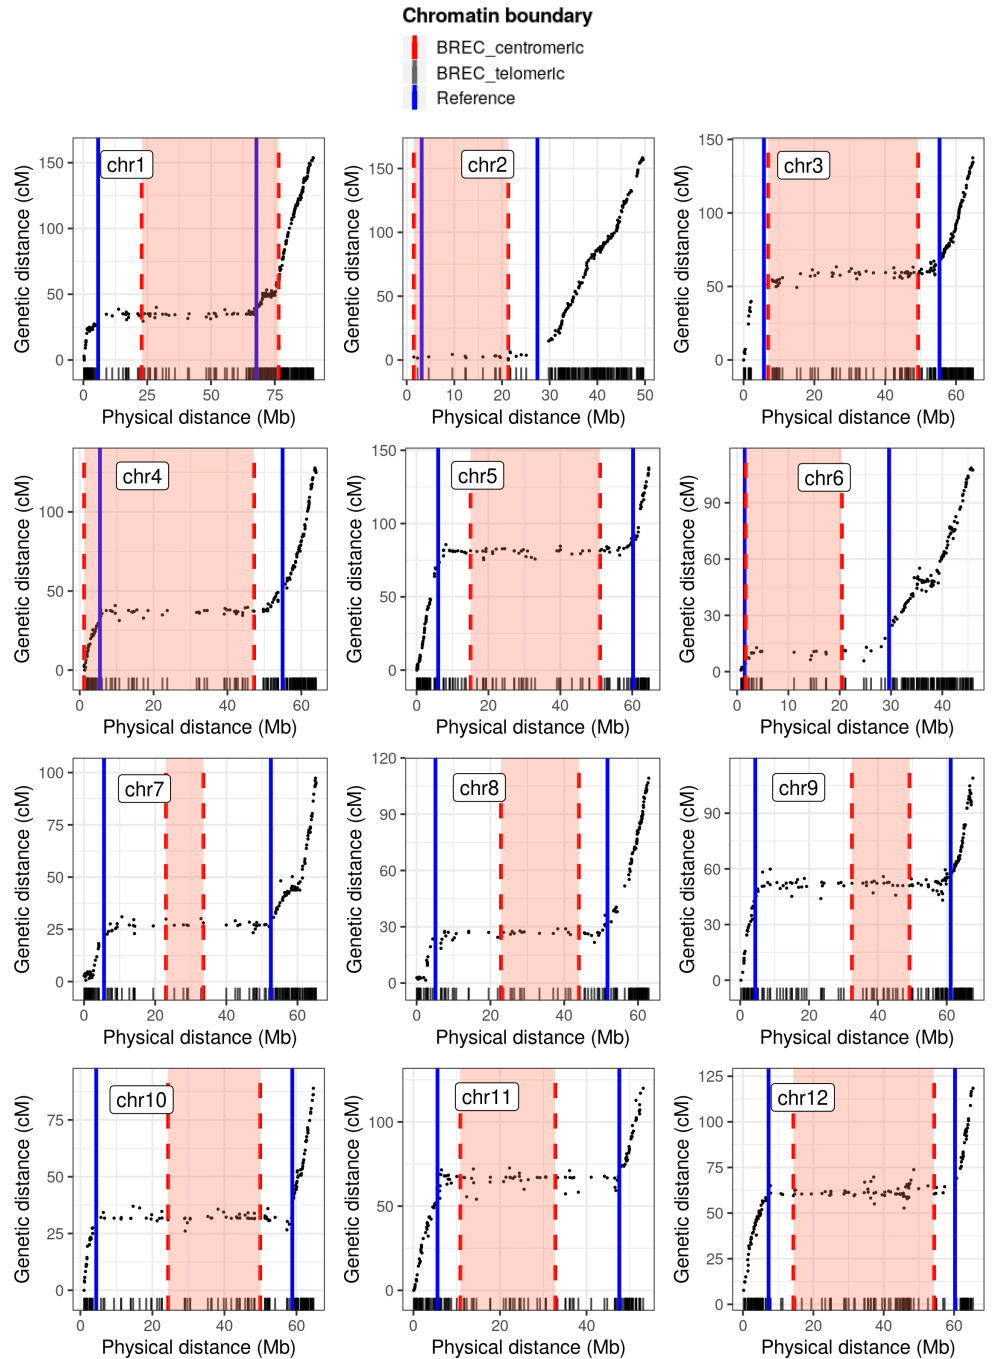 Chromatin boundary
BREC_centromeric
BREC_telomeric
Reference
chr1
Genetic distance (cM)
150
100
50
0
0 25 50 75
Physical distance (Mb)
chr2
Genetic distance (cM)
150
100
50
0
0 10 20 30 40 50
Physical distance (Mb)
chr3
Genetic distance (cM)
150
100
50
0
0 20 40 60
Physical distance (Mb)
chr4
Genetic distance (cM)
100
50
0
0 20 40 60
Physical distance (Mb)
chr5
Genetic distance (cM)
150
100
50
0
0 20 40 60
Physical distance (Mb)
chr6
Genetic distance (cM)
90
60
30
0
0 10 20 30 40
Physical distance (Mb)
chr7
Genetic distance (cM)
100
75
50
25
0
0 20 40 60
Physical distance (Mb)
chr8
Genetic distance (cM)
120
90
60
30
0
0 20 40 60
Physical distance (Mb)
chr9
Genetic distance (cM)
90
60
30
0
0 20 40 60
Physical distance (Mb)
chr10
Genetic distance (cM)
75
50
25
0
0 20 40 60
Physical distance (Mb)
chr11
Genetic distance (cM)
100
50
0
0 20 40
Physical distance (Mb)
chr12
Genetic distance (cM)
125
100
75
50
25
0
0 20 40 60
Physical distance (Mb)